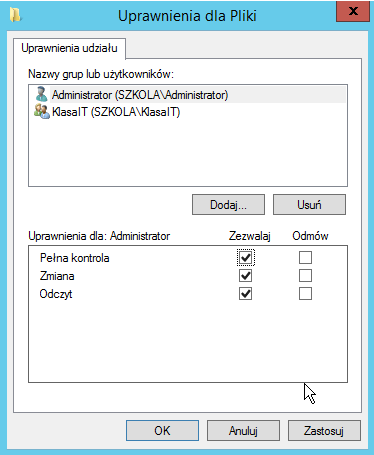 Uprawnienia dla Pliki
x
Uprawnienia udziału
Nazwy grup lub użytkowników:
Administrator (SZKOLA\Administrator)
KlasaIT (SZKOLA\KlasaIT)
Dodaj... Usuń
Uprawnienia dla: Administrator Zezwalaj Odmów
Pełna kontrola
Zmiana
Odczyt
OK Anuluj Zastosuj